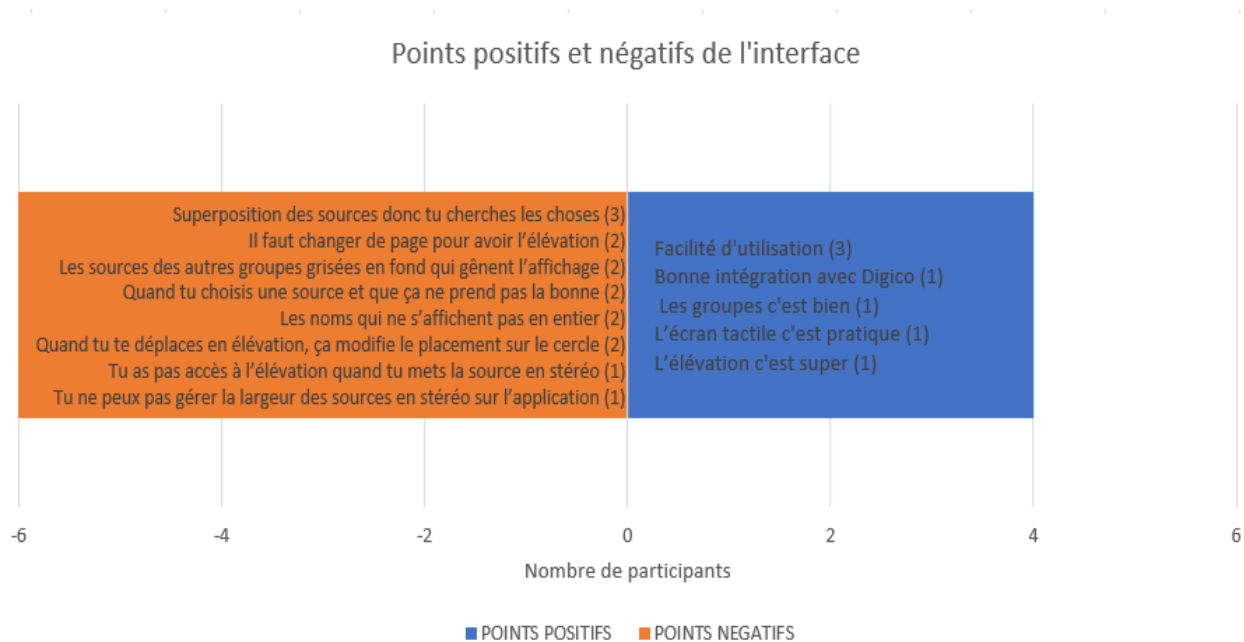 Points positifs et négatifs de l'interface
Superposition des sources donc tu cherches les choses (3)
Il faut changer de page pour avoir l’élévation (2)
Les sources des autres groupes grisées en fond qui gênent l’affichage (2)
Quand tu choisis une source et que ça ne prend pas la bonne (2)
Les noms qui ne s’affichent pas en entier (2)
Quand tu te déplaces en élévation, ça modifie le placement sur le cercle (2)
Tu as pas accès à l’élévation quand tu mets la source en stéréo (1)
Tu ne peux pas gérer la largeur des sources en stéréo sur l’application (1)
Facilité d'utilisation (3)
Bonne intégration avec Digico (1)
Les groupes c'est bien (1)
L’écran tactile c'est pratique (1)
L’élévation c'est super (1)
-6 -4 -2 0 2 4 6
Nombre de participants
POINTS POSITIFS POINTS NEGATIFS